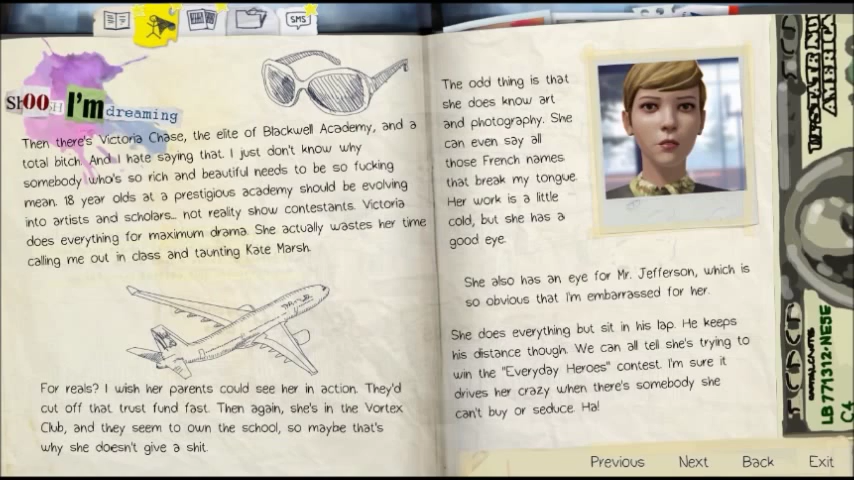 SMS
ShOOSH I'm dreaming
Then there's Victoria Chase, the elite of Blackwell Academy, and a
total bitch. And I hate saying that. I just don't know why
somebody who's so rich and beautiful needs to be so fucking
mean. 18 year olds at a prestigious academy should be evolving
into artists and scholars... not reality show contestants. Victoria
does everything for maximum drama. She actually wastes her time
calling me out in class and taunting Kate Marsh.
For reals? I wish her parents could see her in action. They'd
cut off that trust fund fast. Then again, she's in the Vortex
Club, and they seem to own the school, so maybe that's
why she doesn't give a shit.
The odd thing is that
she does know art
and photography. She
can even say all
those French names
that break my tongue.
Her work is a little
cold, but she has a
good eye.
She also has an eye for Mr. Jefferson, which is
so obvious that I'm embarrassed for her.
She does everything but sit in his lap. He keeps
his distance though. We can all tell she's trying to
win the "Everyday Heroes" contest. I'm sure it
drives her crazy when there's somebody she
can't buy or seduce. Ha!
AMERICA
LB771312-NESE
C4
Previous Next Back Exit